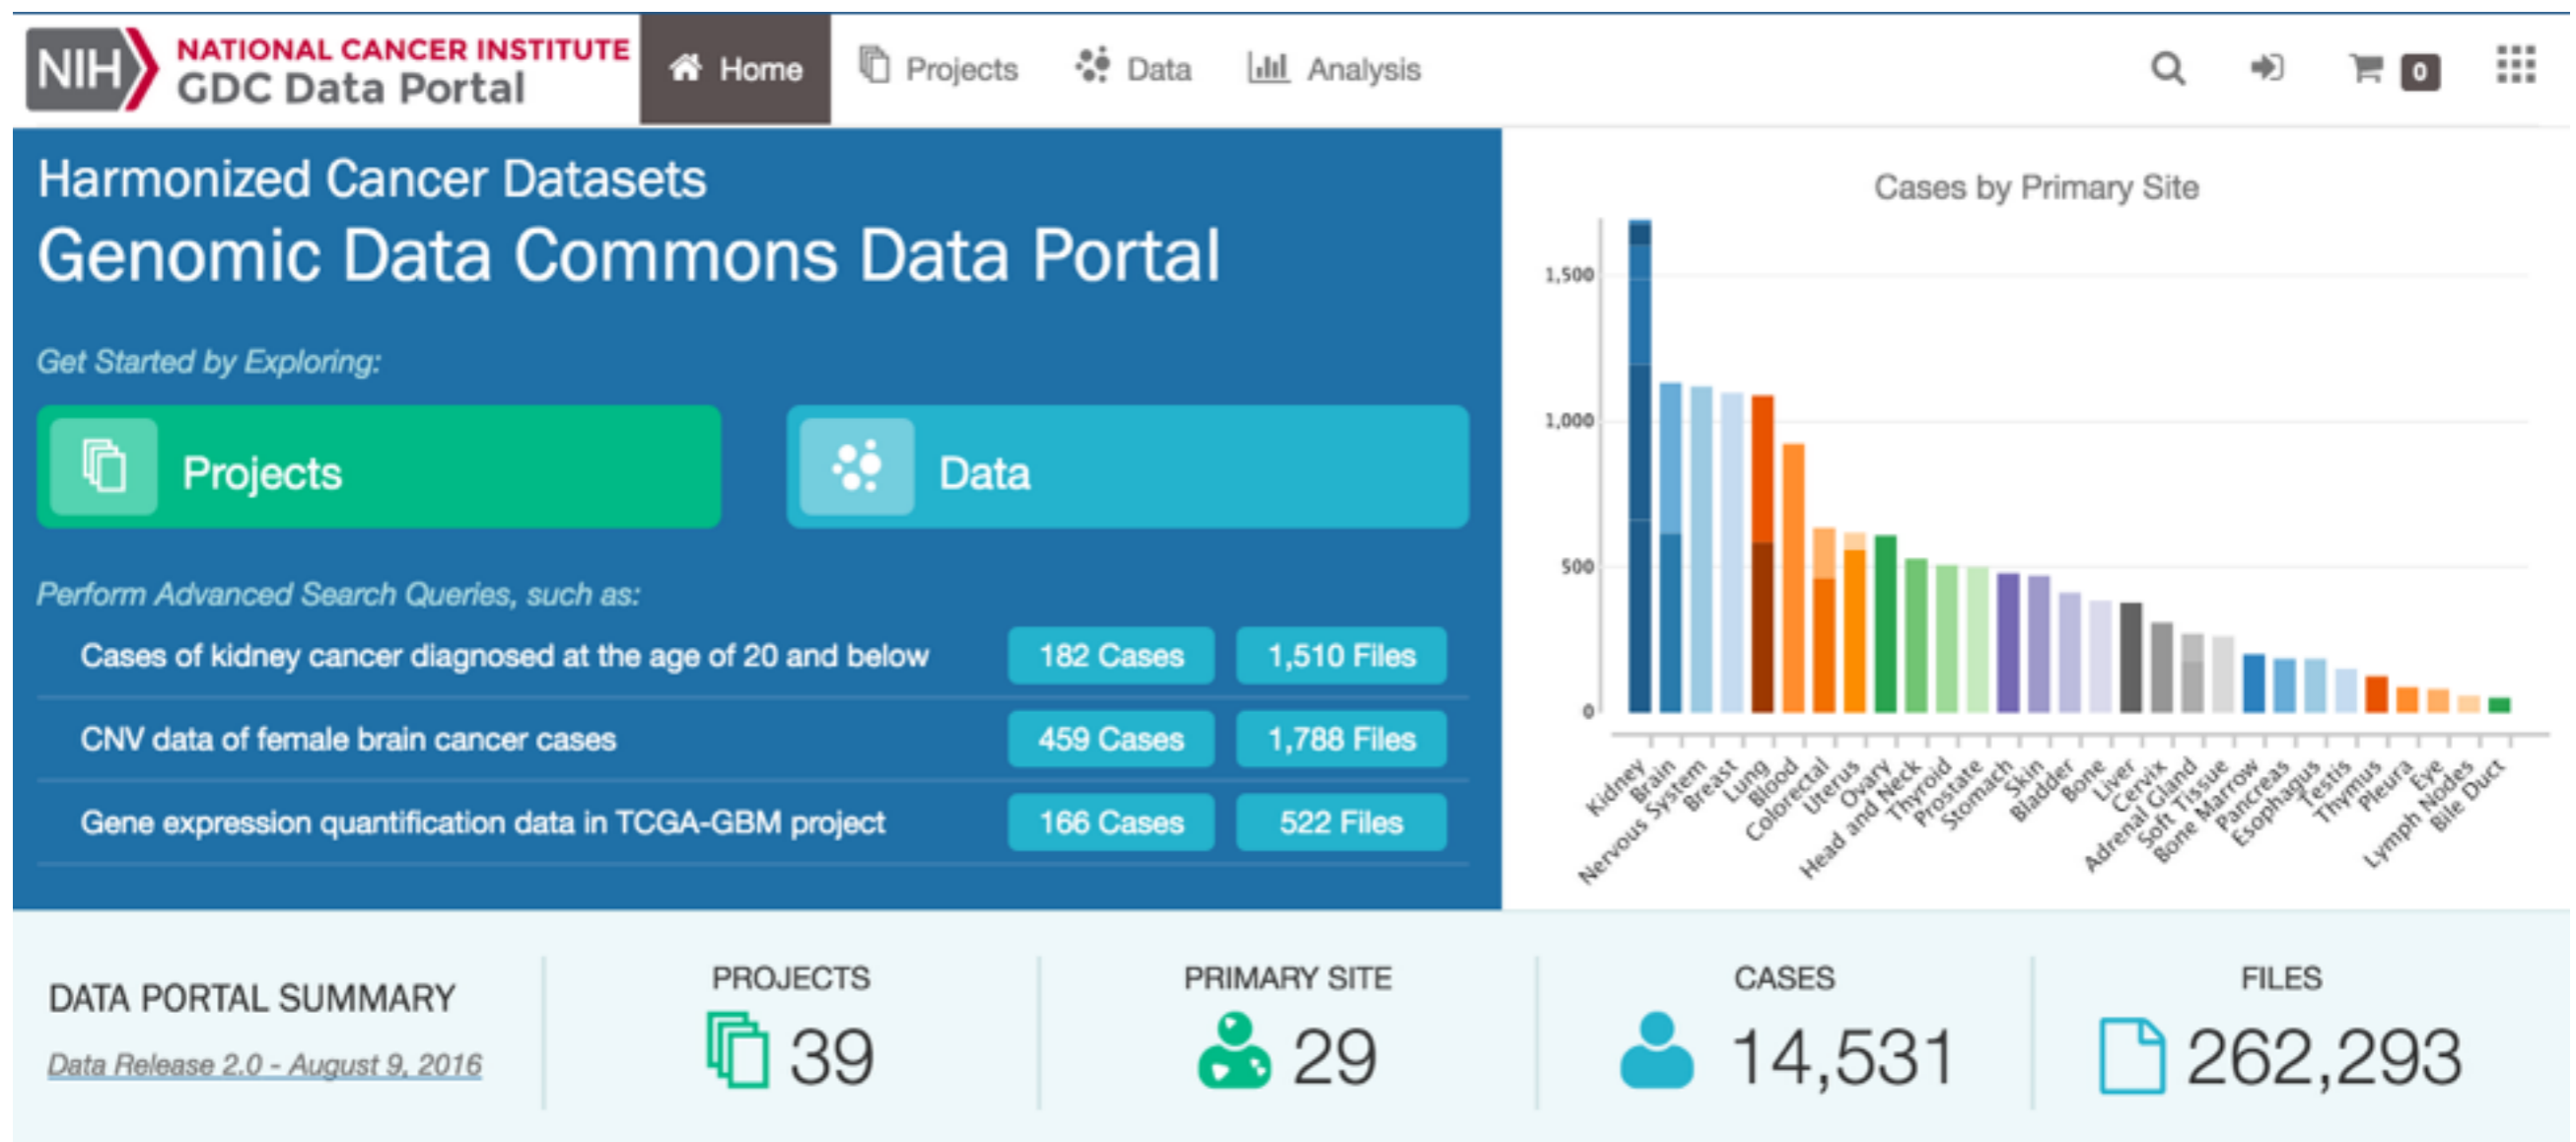 NIH
NATIONAL CANCER INSTITUTE
GDC Data Portal
Home
Projects
Data
Analysis
0
Harmonized Cancer Datasets
Genomic Data Commons Data Portal
Get Started by Exploring:
Projects
Data
Perform Advanced Search Queries, such as:
Cases of kidney cancer diagnosed at the age of 20 and below
182 Cases
1,510 Files
CNV data of female brain cancer cases
459 Cases
1,788 Files
Gene expression quantification data in TCGA-GBM project
166 Cases
522 Files
Cases by Primary Site
1,500
1,000
500
0
Kidney
Brain
Nervous System
Breast
Lung
Blood
Colorectal
Uterus
Ovary
Head and Neck
Thyroid
Prostate
Stomach
Skin
Bladder
Bone
Liver
Cervix
Adrenal Gland
Soft Tissue
Bone Marrow
Pancreas
Esophagus
Testis
Thymus
Pleura
Eye
Lymph Nodes
Bile Duct
DATA PORTAL SUMMARY
Data Release 2.0 - August 9, 2016
PROJECTS
39
PRIMARY SITE
29
CASES
14,531
FILES
262,293